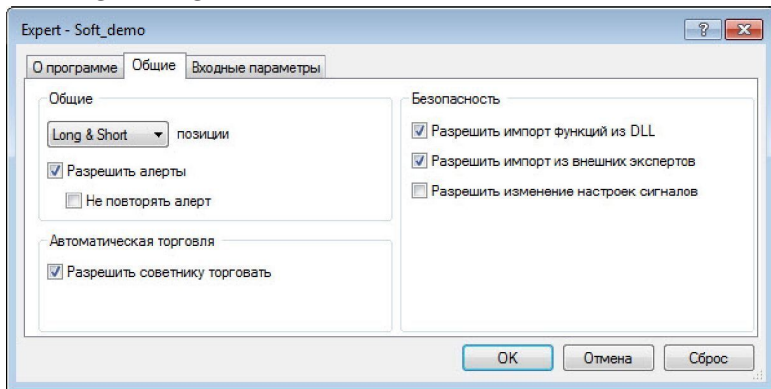 Expert - Soft_demo
О программе Общие Входные параметры
Общие
Long & Short позиции
Разрешить алерты
Не повторять алерт
Автоматическая торговля
Разрешить советнику торговать
Безопасность
Разрешить импорт функций из DLL
Разрешить импорт из внешних экспертов
Разрешить изменение настроек сигналов
OK Отмена Сброс